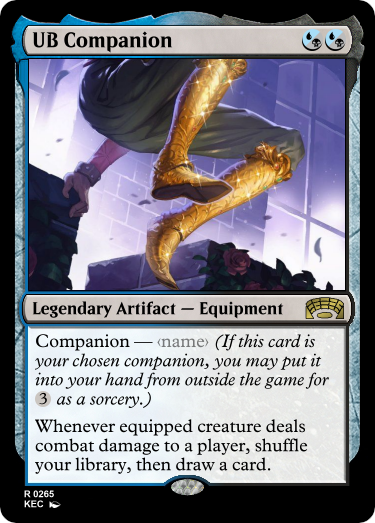 UB Companion
Legendary Artifact — Equipment
Companion — ‹name› (If this card is
your chosen companion, you may put it
into your hand from outside the game for
3 as a sorcery.)
Whenever equipped creature deals
combat damage to a player, shuffle
your library, then draw a card.
R 0265
KEC